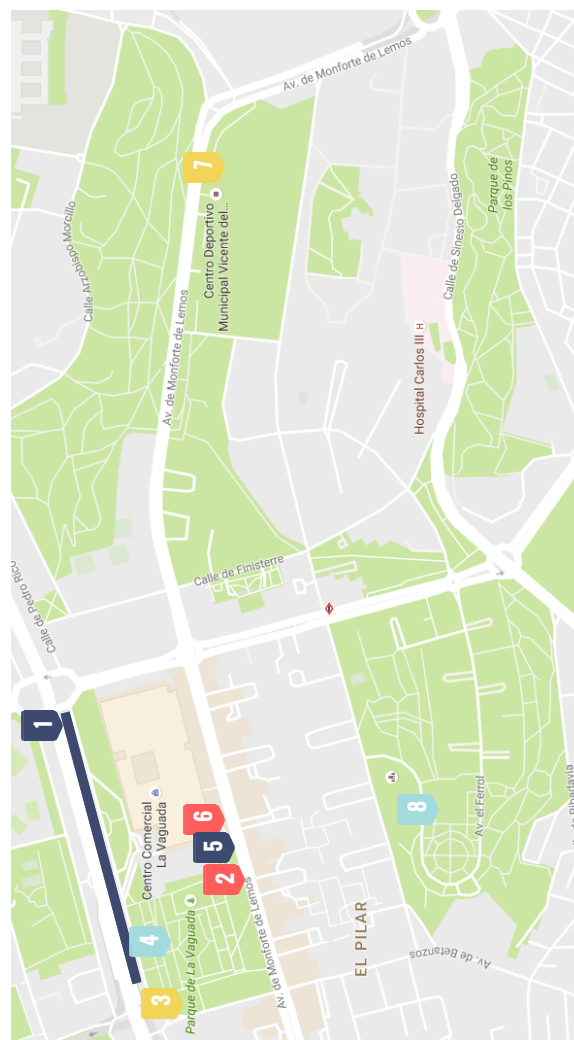 Av. de Monforte de Lemos
7
Centro Deportivo
Municipal Vicente del...
Calle Arzobispo Morcillo
Parque de
los Pinos
Calle de Sinesio Delgado
Av. de Monforte de Lemos
Hospital Carlos III
H
Calle de Finisterre
Calle de Pedro Rico
1
Centro Comercial
La Vaguada
6
5
2
8
Av. el Ferrol
4
3
Parque de La Vaguada
Av. de Monforte de Lemos
EL PILAR
Av. de Betanzos
de Ribadavia